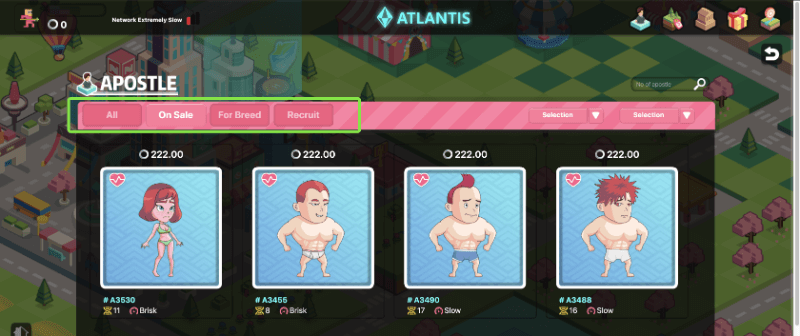 0
Network Extremely Slow
ATLANTIS
APOSTLE
No of apostle
All
On Sale
For Breed
Recruit
Selection
Selection
222.00
222.00
222.00
222.00
# A3530
11 Brisk
# A3455
8 Brisk
# A3490
17 Slow
# A3488
16 Slow